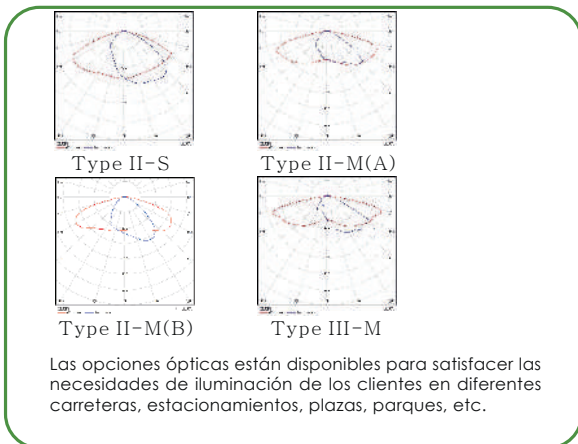 Type II-S
Type II-M(A)
Type II-M(B)
Type III-M
Las opciones ópticas están disponibles para satisfacer las
necesidades de iluminación de los clientes en diferentes
carreteras, estacionamientos, plazas, parques, etc.